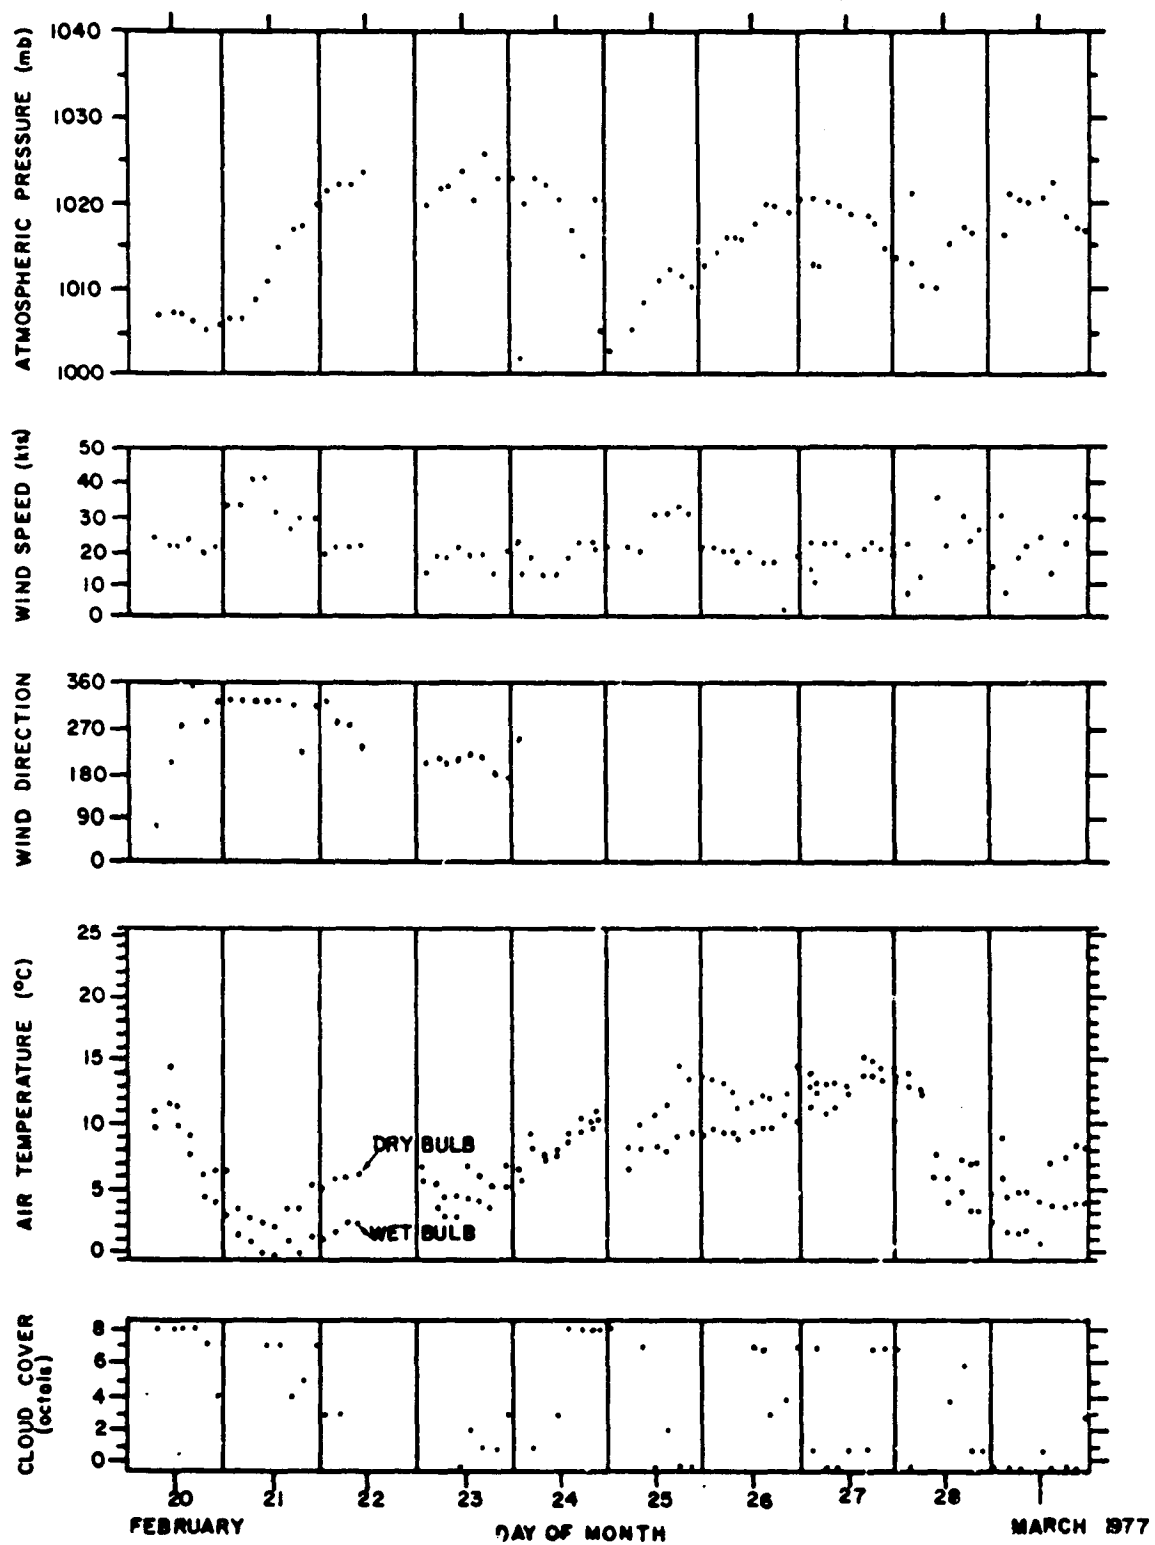 ATMOSPHERIC PRESSURE (mb)
1040
1030
1020
1010
1000
WIND SPEED (kts)
50
40
30
20
10
0
WIND DIRECTION
360
270
180
90
0
AIR TEMPERATURE (°C)
25
20
15
10
5
0
DRY BULB
WET BULB
CLOUD COVER
(octals)
8
6
4
2
0
20 21 22 23 24 25 26 27 28 1
FEBRUARY DAY OF MONTH MARCH 1977